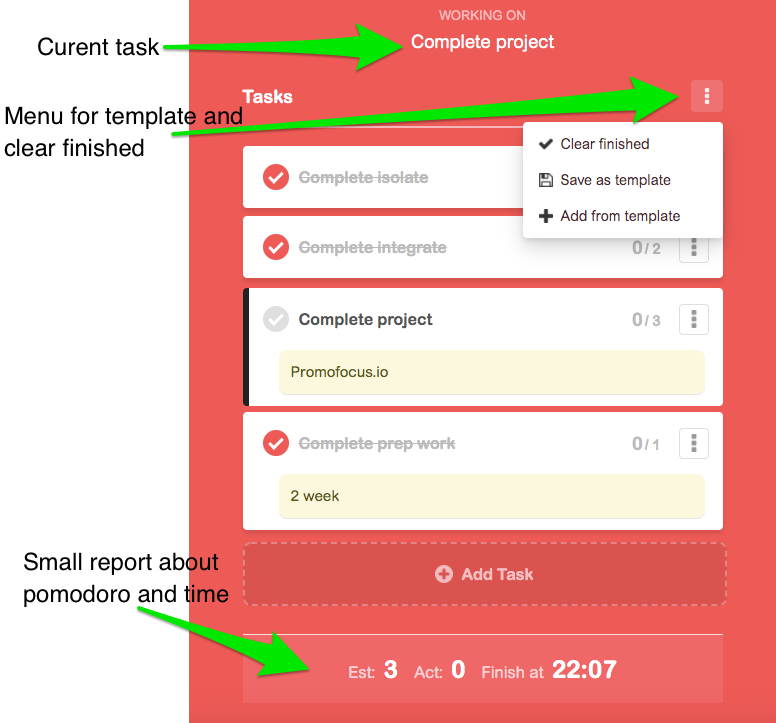 WORKING ON
Curent task
Complete project
Tasks
Menu for template and
clear finished
Clear finished
Save as template
Add from template
Complete isolate
Complete integrate
0/ 2
Complete project
0/ 3
Promofocus.io
Complete prep work
0/ 1
2 week
Small report about
pomodoro and time
Add Task
Est: 3 Act: 0 Finish at 22:07